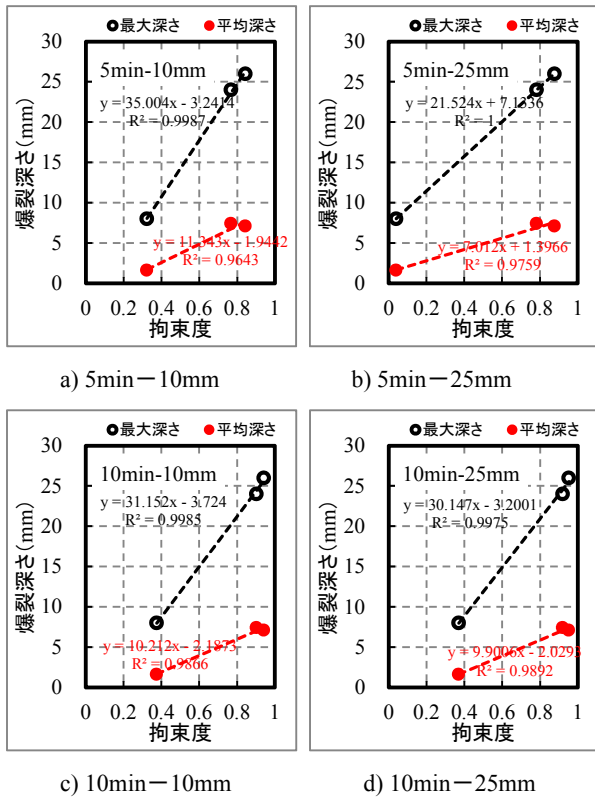 最大深さ 平均深さ
30
25
20
15
10
5
0
爆裂深さ(mm)
5min-10mm
y = 35.004x - 3.2414
R² = 0.9987
y = 11.343x - 1.9442
R² = 0.9643
0 0.2 0.4 0.6 0.8 1
拘束度
a) 5min－10mm
最大深さ 平均深さ
30
25
20
15
10
5
0
爆裂深さ(mm)
5min-25mm
y = 21.524x + 7.1336
R² = 1
y = 7.012x + 1.3966
R² = 0.9759
0 0.2 0.4 0.6 0.8 1
拘束度
b) 5min－25mm
最大深さ 平均深さ
30
25
20
15
10
5
0
爆裂深さ(mm)
10min-10mm
y = 31.152x - 3.724
R² = 0.9985
y = 10.212x - 2.1873
R² = 0.9866
0 0.2 0.4 0.6 0.8 1
拘束度
c) 10min－10mm
最大深さ 平均深さ
30
25
20
15
10
5
0
爆裂深さ(mm)
10min-25mm
y = 30.147x - 3.2001
R² = 0.9975
y = 9.9006x - 2.0293
R² = 0.9892
0 0.2 0.4 0.6 0.8 1
拘束度
d) 10min－25mm